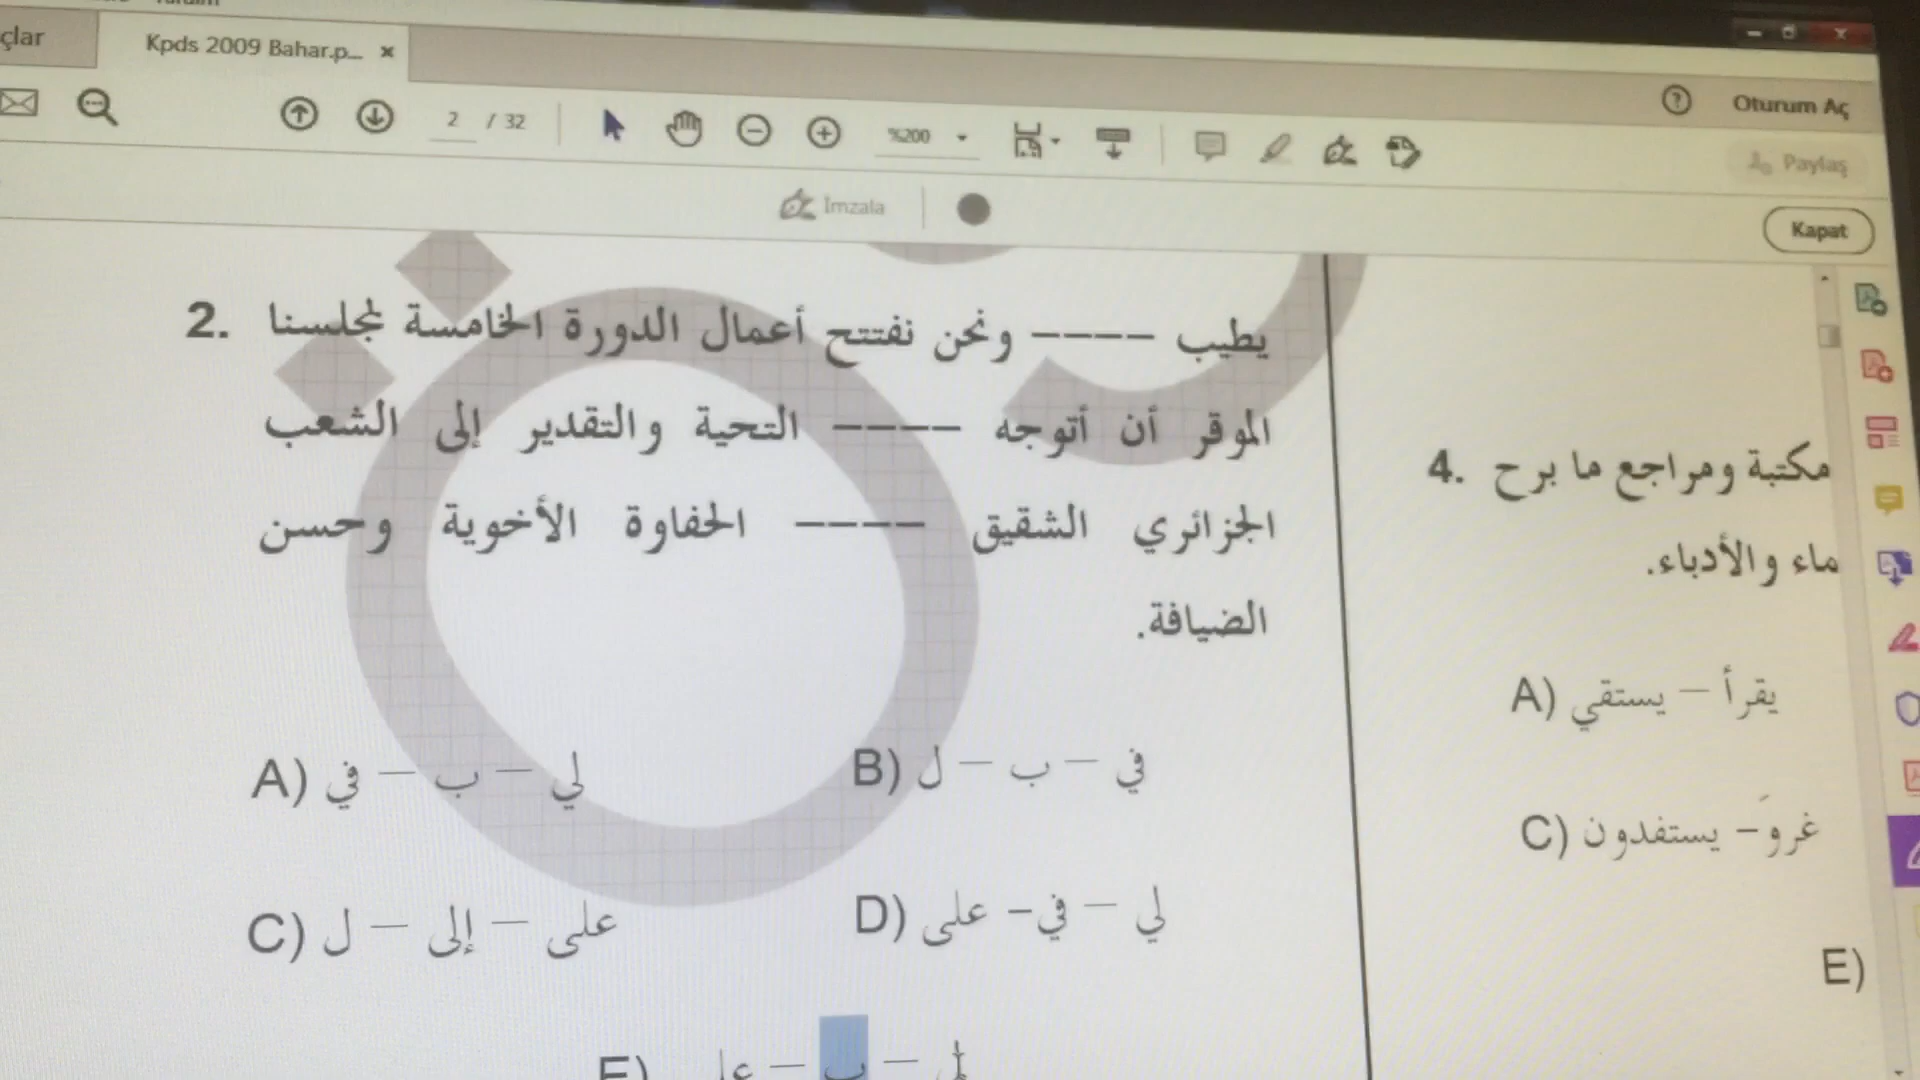 çlar
Kpds 2009 Bahar.p...
Oturum Aç
2 / 32
%200
Paylaş
İmzala
Kapat
2. يطيب ---- ونحن نفتتح أعمال الدورة الخامسة لمجلسنا
الموقر أن أتوجه ---- التحية والتقدير إلى الشعب
الجزائري الشقيق ---- الحفاوة الأخوية وحسن
الضيافة.
A) لي – ب – في
B) في – ب – ل
C) على – إلى – ل
D) لي – في – على
E) لي – ب – على
4. مكتبة ومراجع ما برح
ماء والأدباء.
A) يقرأ – يستقي
C) غروَ – يستفدون
E)